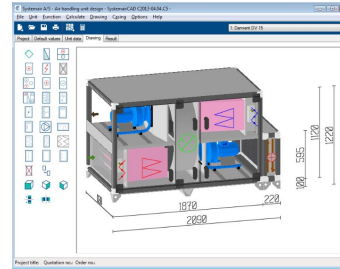 Systemair A/S - Air handling unit design - SystemairCAD C2013-04.04.C5 -
File Unit Function Calculate Drawing Casing Options Help
1: Danvent DV 15
Project Default values Unit data Drawing Result
1120
1220
595
100
1870
220
2090
Project title: Quotation no.: Order no.: